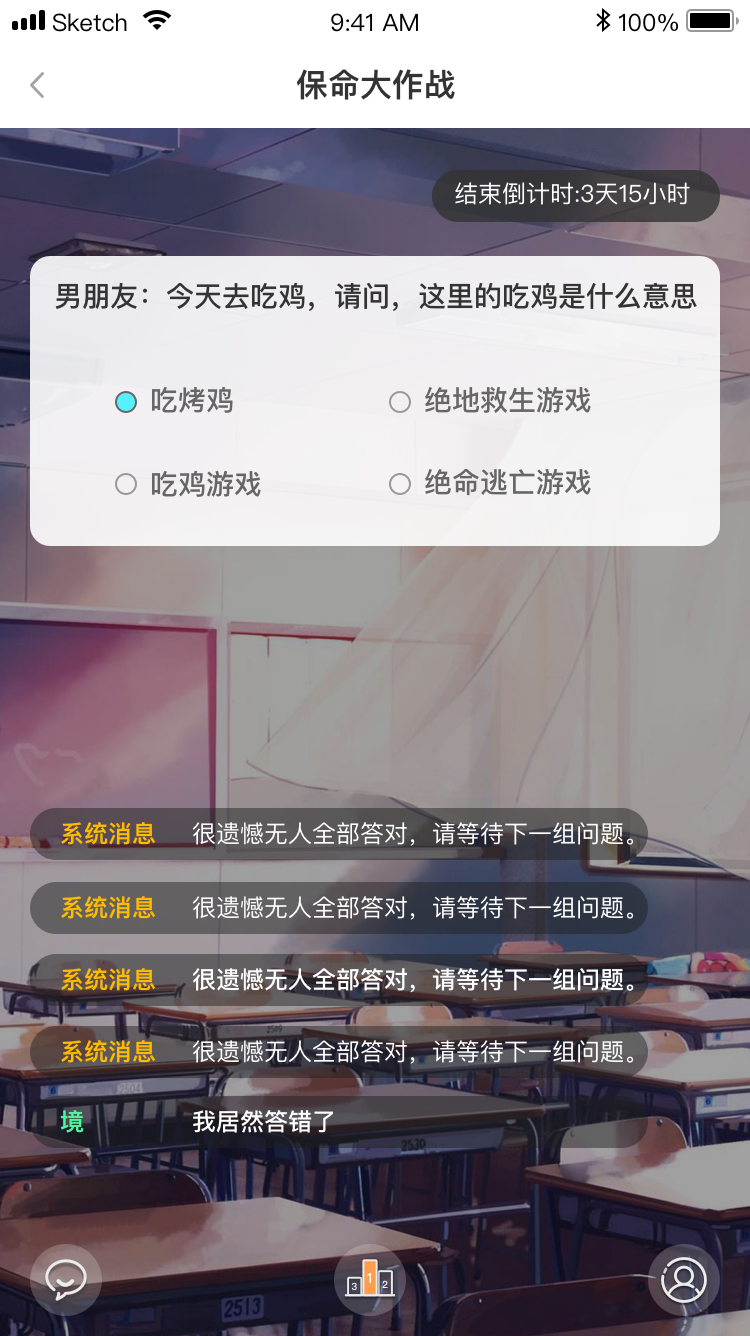 Sketch 9:41 AM 100%
保命大作战
结束倒计时:3天15小时
男朋友：今天去吃鸡，请问，这里的吃鸡是什么意思
吃烤鸡 绝地救生游戏
吃鸡游戏 绝命逃亡游戏
系统消息 很遗憾无人全部答对，请等待下一组问题。
系统消息 很遗憾无人全部答对，请等待下一组问题。
系统消息 很遗憾无人全部答对，请等待下一组问题。
2509
系统消息 很遗憾无人全部答对，请等待下一组问题。
2504
境 我居然答错了
2530
3 1 2
2513